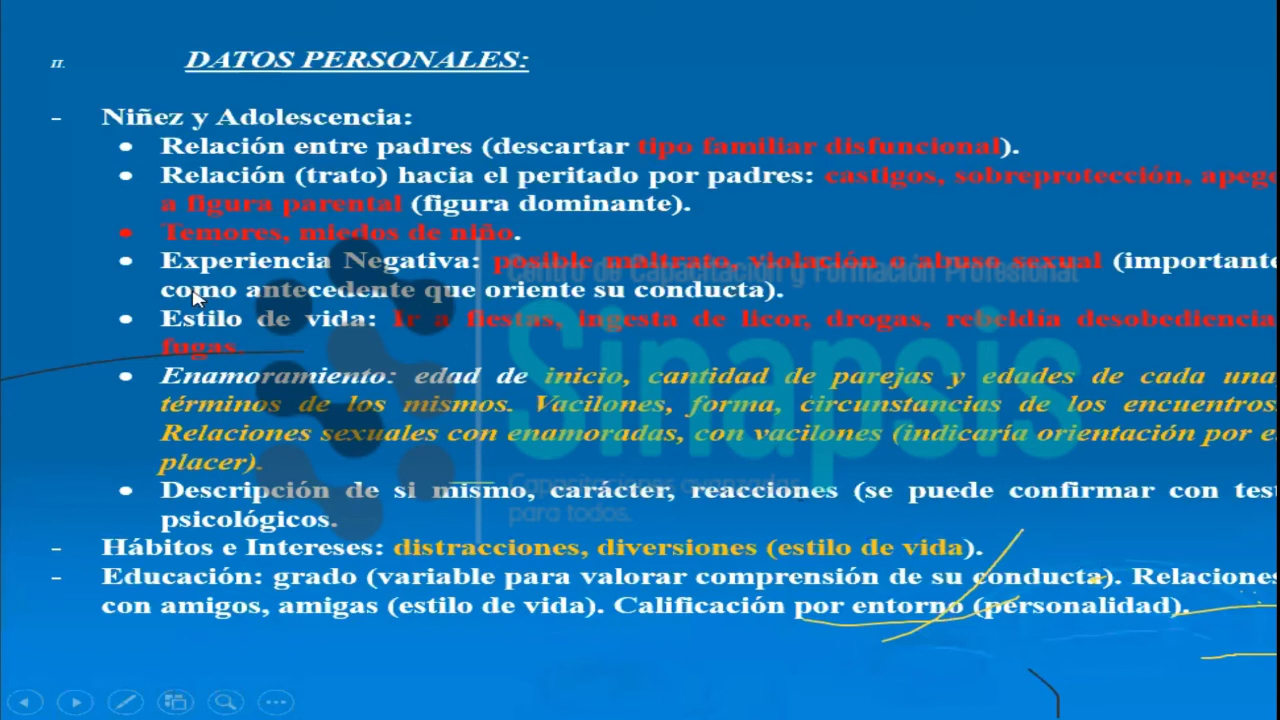 II. DATOS PERSONALES:
- Niñez y Adolescencia:
• Relación entre padres (descartar tipo familiar disfuncional).
• Relación (trato) hacia el peritado por padres: castigos, sobreprotección, apego
a figura parental (figura dominante).
• Temores, miedos de niño.
• Experiencia Negativa: posible maltrato, violación o abuso sexual (importante
como antecedente que oriente su conducta).
• Estilo de vida: Ir a fiestas, ingesta de licor, drogas, rebeldía desobediencia
fugas.
• Enamoramiento: edad de inicio, cantidad de parejas y edades de cada una
términos de los mismos. Vacilones, forma, circunstancias de los encuentros
Relaciones sexuales con enamoradas, con vacilones (indicaría orientación por e
placer).
• Descripción de si mismo, carácter, reacciones (se puede confirmar con test
psicológicos.
- Hábitos e Intereses: distracciones, diversiones (estilo de vida).
- Educación: grado (variable para valorar comprensión de su conducta). Relaciones
con amigos, amigas (estilo de vida). Calificación por entorno (personalidad).
Centro de Capacitación y Formación Profesional
Sinapsis
Capacitaciones avanzadas
para todos.